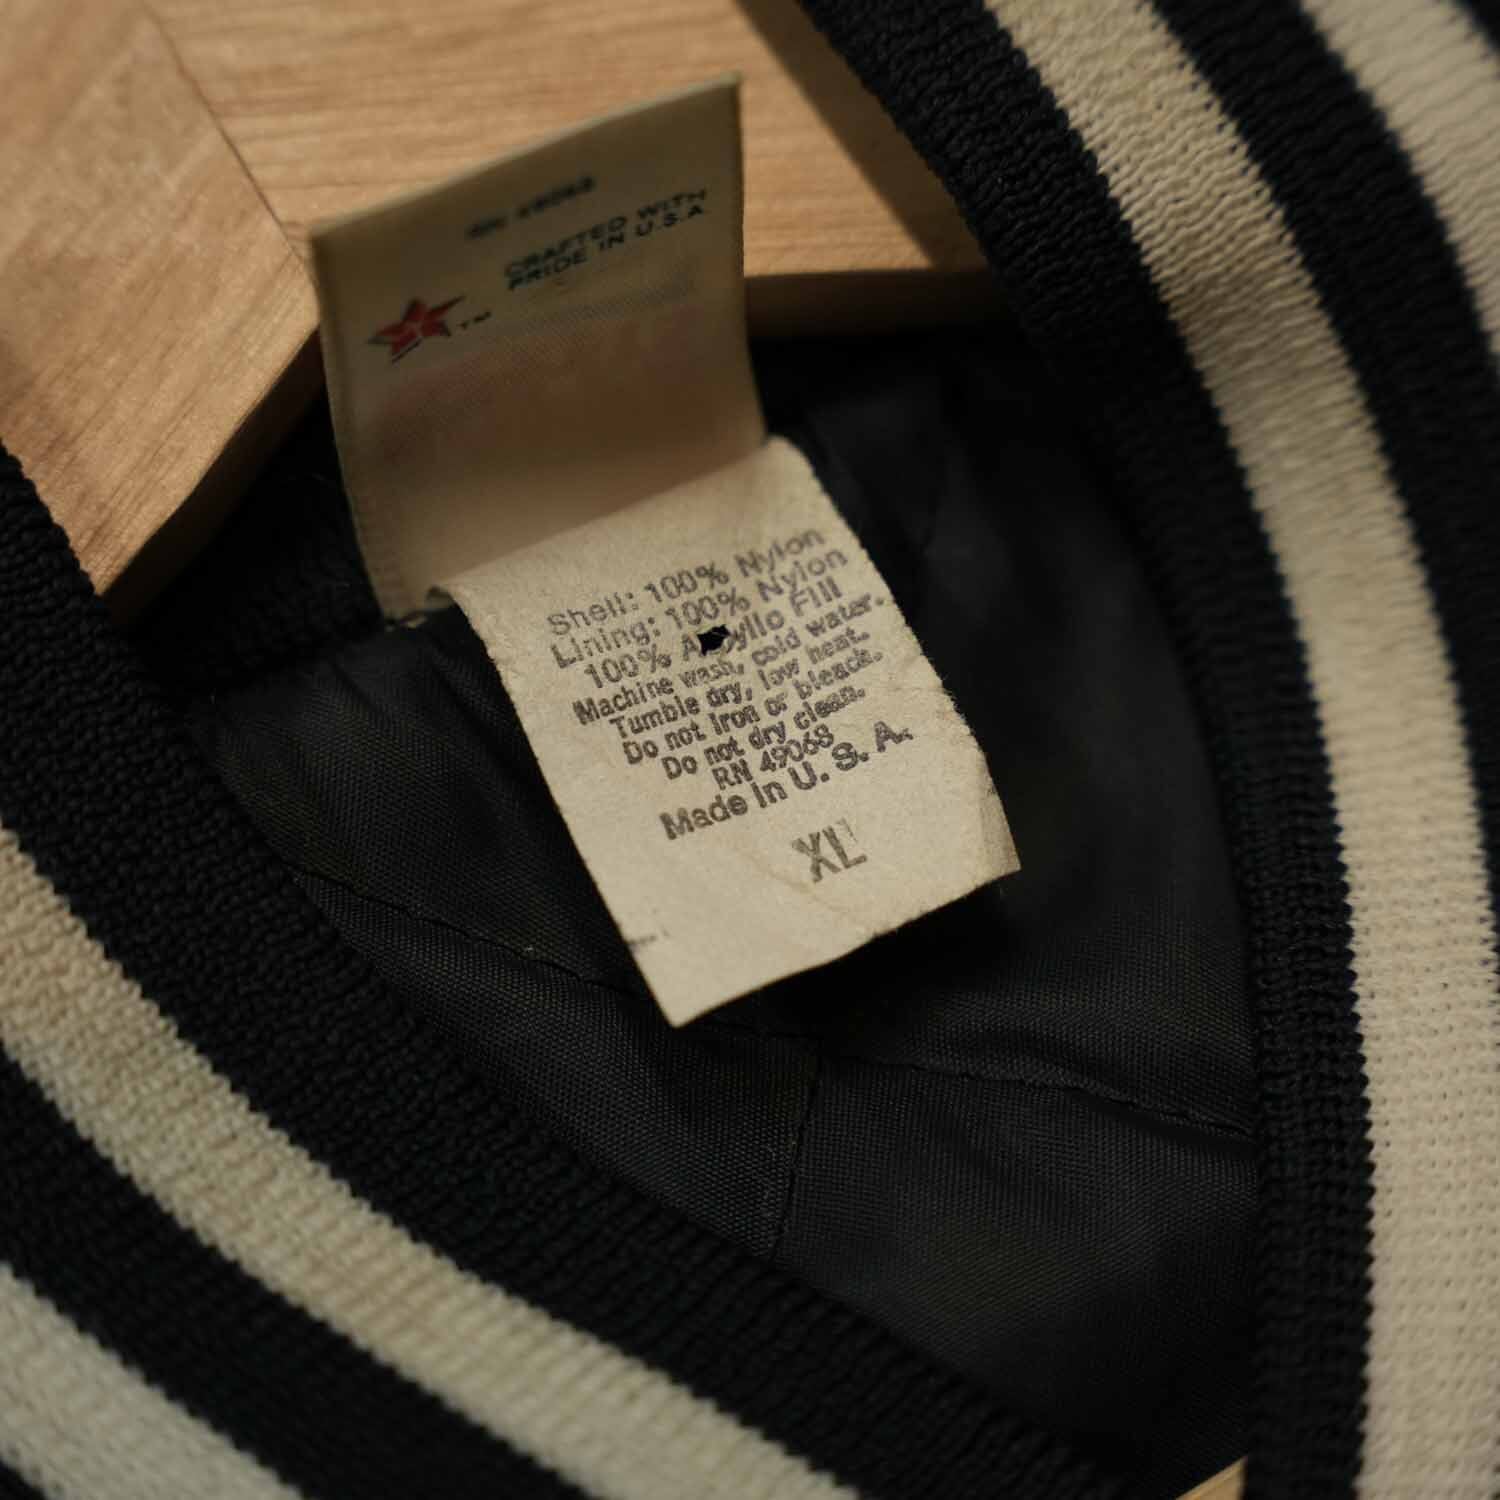 CRAFTED WITH
PRIDE IN U.S.A
TM
Shell: 100% Nylon
Lining: 100% Nylon
100% Fill
Machine wash, cold water.
Tumble dry, low heat.
Do not iron or bleach.
Do not dry clean.
RN 49068
Made in U. S. A.
XL